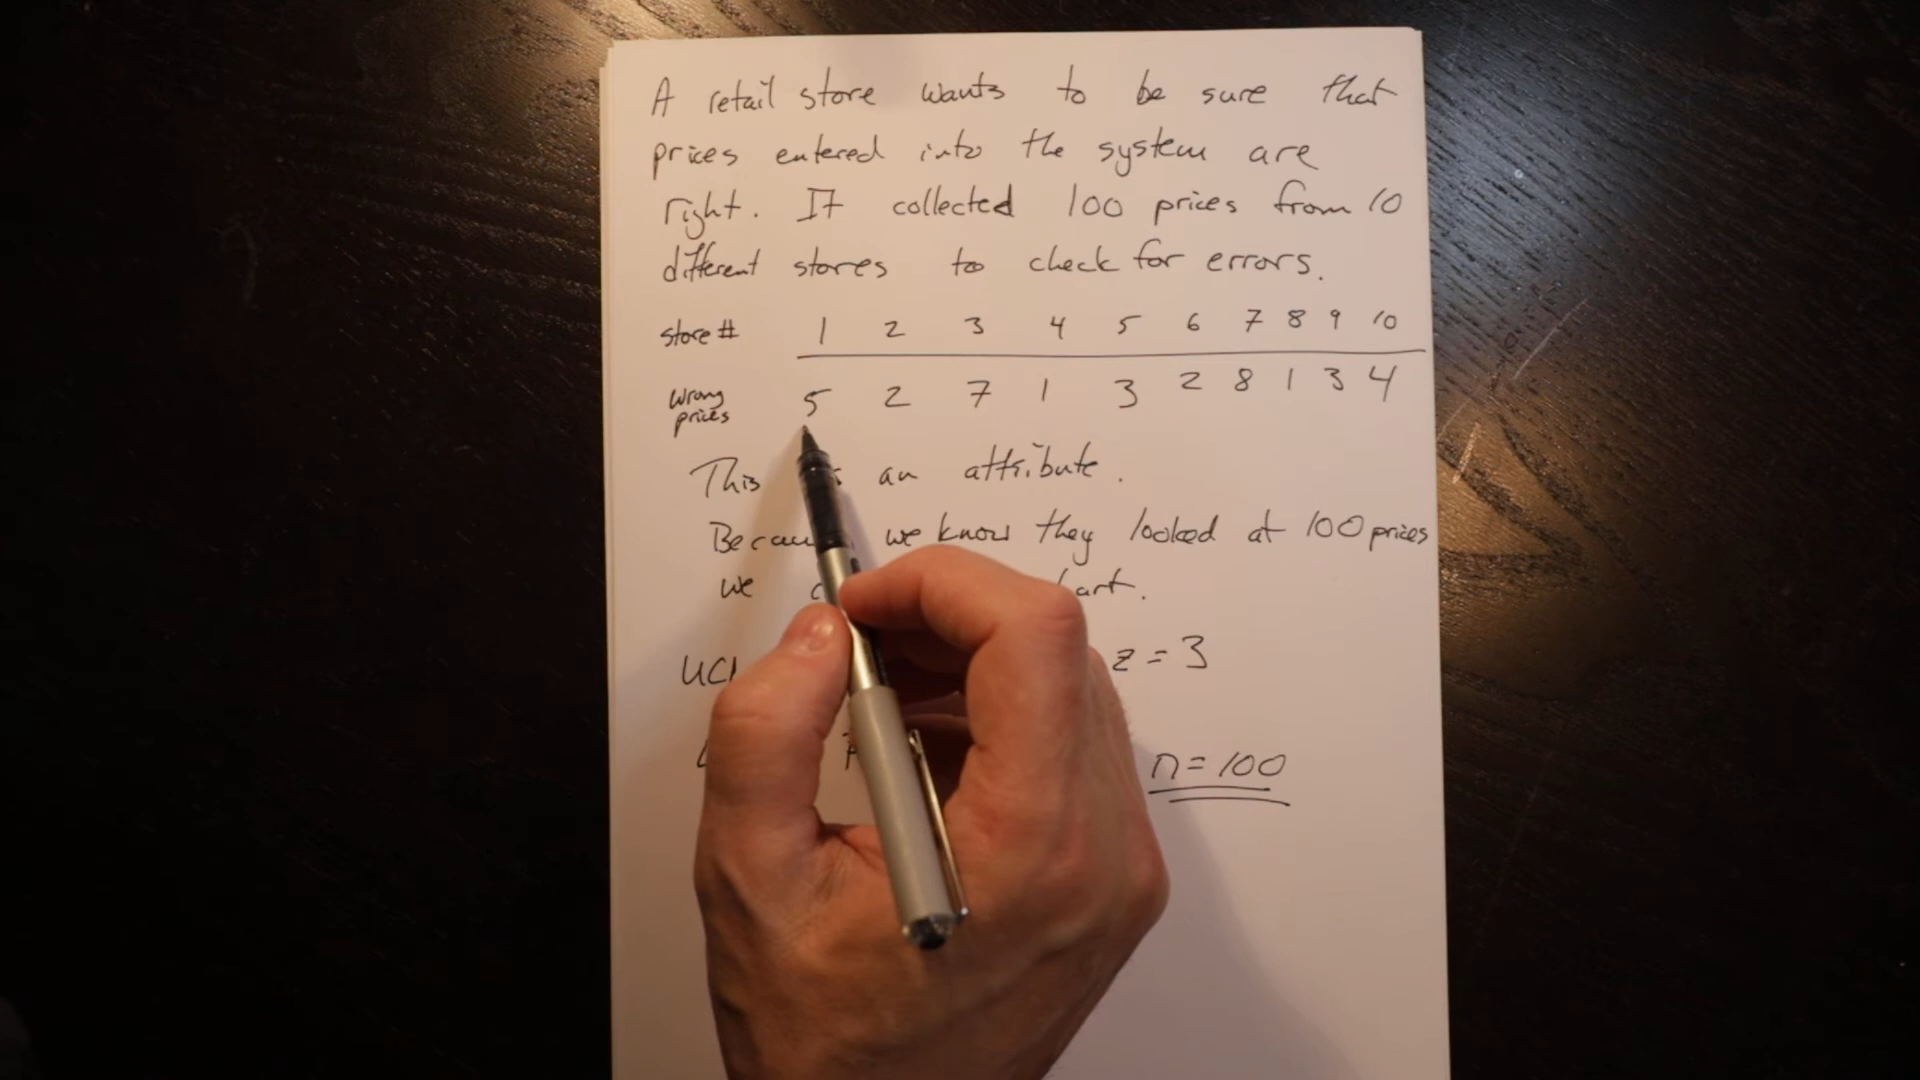 A retail store wants to be sure that
prices entered into the system are
right. It collected 100 prices from 10
different stores to check for errors.
store # 1 2 3 4 5 6 7 8 9 10
wrong prices 5 2 7 1 3 2 8 1 3 4
This an attribute.
we know they looked at 100 prices
we
z = 3
n = 100